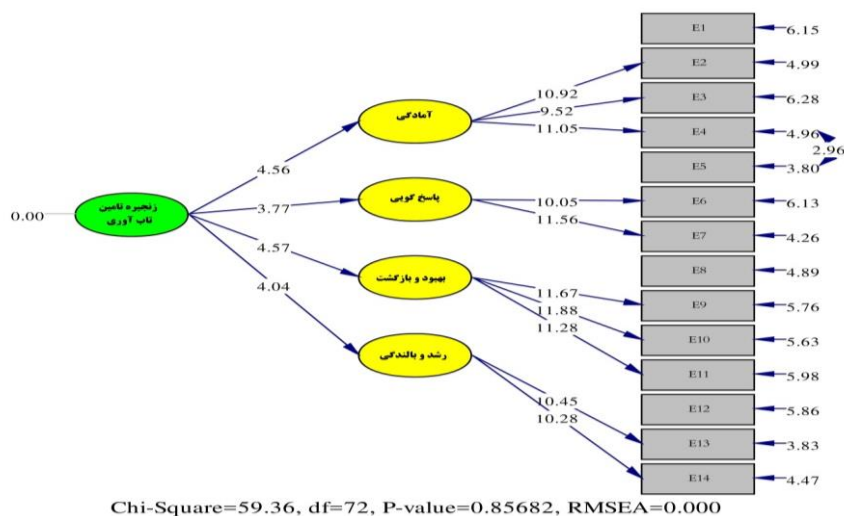 E1
6.15
E2
4.99
10.92
E3
6.28
9.52
آمادگی
11.05
E4
4.96
2.96
4.56
E5
3.80
زنجیره تامین
تاب آوری
0.00
3.77
پاسخ گویی
10.05
E6
6.13
11.56
E7
4.26
4.57
E8
4.89
بهبود و بازگشت
11.67
E9
5.76
4.04
11.88
E10
5.63
11.28
E11
5.98
رشد و بالندگی
E12
5.86
10.45
E13
3.83
10.28
E14
4.47
Chi-Square=59.36, df=72, P-value=0.85682, RMSEA=0.000